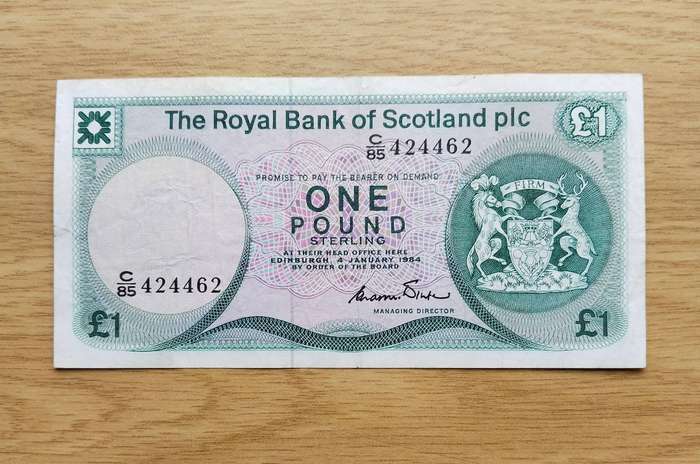 The Royal Bank of Scotland plc
£1
C/85 424462
PROMISE TO PAY THE BEARER ON DEMAND
ONE
POUND
STERLING
AT THEIR HEAD OFFICE HERE
EDINBURGH, 4 JANUARY 1984
BY ORDER OF THE BOARD
FIRM
C/85 424462
MANAGING DIRECTOR
£1
£1